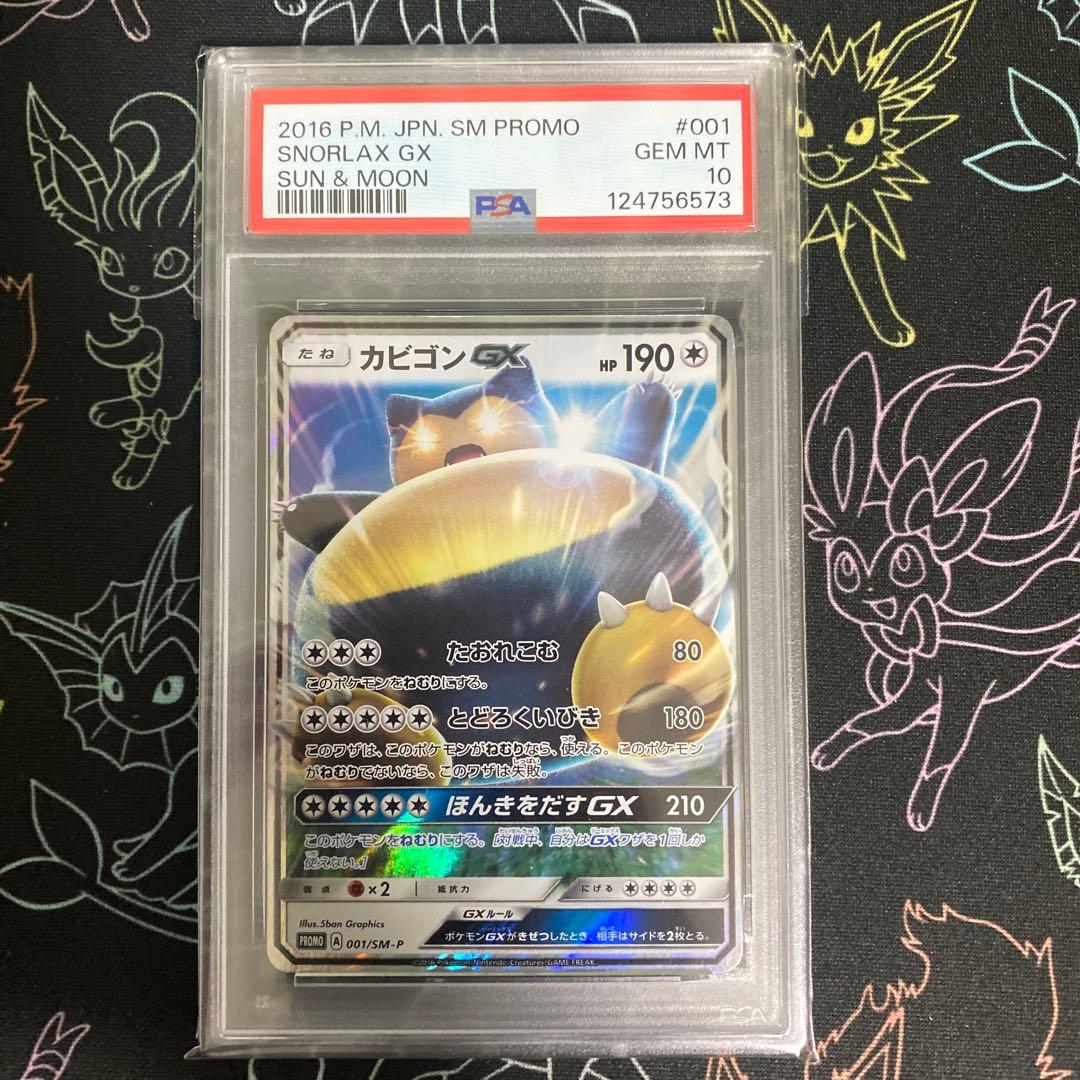 2016 P.M. JPN. SM PROMO #001
SNORLAX GX GEM MT
SUN & MOON 10
PSA 124756573
たね カビゴンGX HP 190
たおれこむ 80
このポケモンをねむりにする。
とどろくいびき 180
このワザは、このポケモンがねむりなら、使える。このポケモン
がねむりでないなら、このワザは失敗。
ほんきをだすGX 210
このポケモンをねむりにする。[対戦中、自分はGXワザを1回しか
使えない。]
弱点 ×2 抵抗力 にげる
GXルール
Illus.5ban Graphics
ポケモンGXがきぜつしたとき、相手はサイドを2枚とる。
PROMO A 001/SM-P
©2016 Pokémon/Nintendo/Creatures/GAME FREAK.
PSA